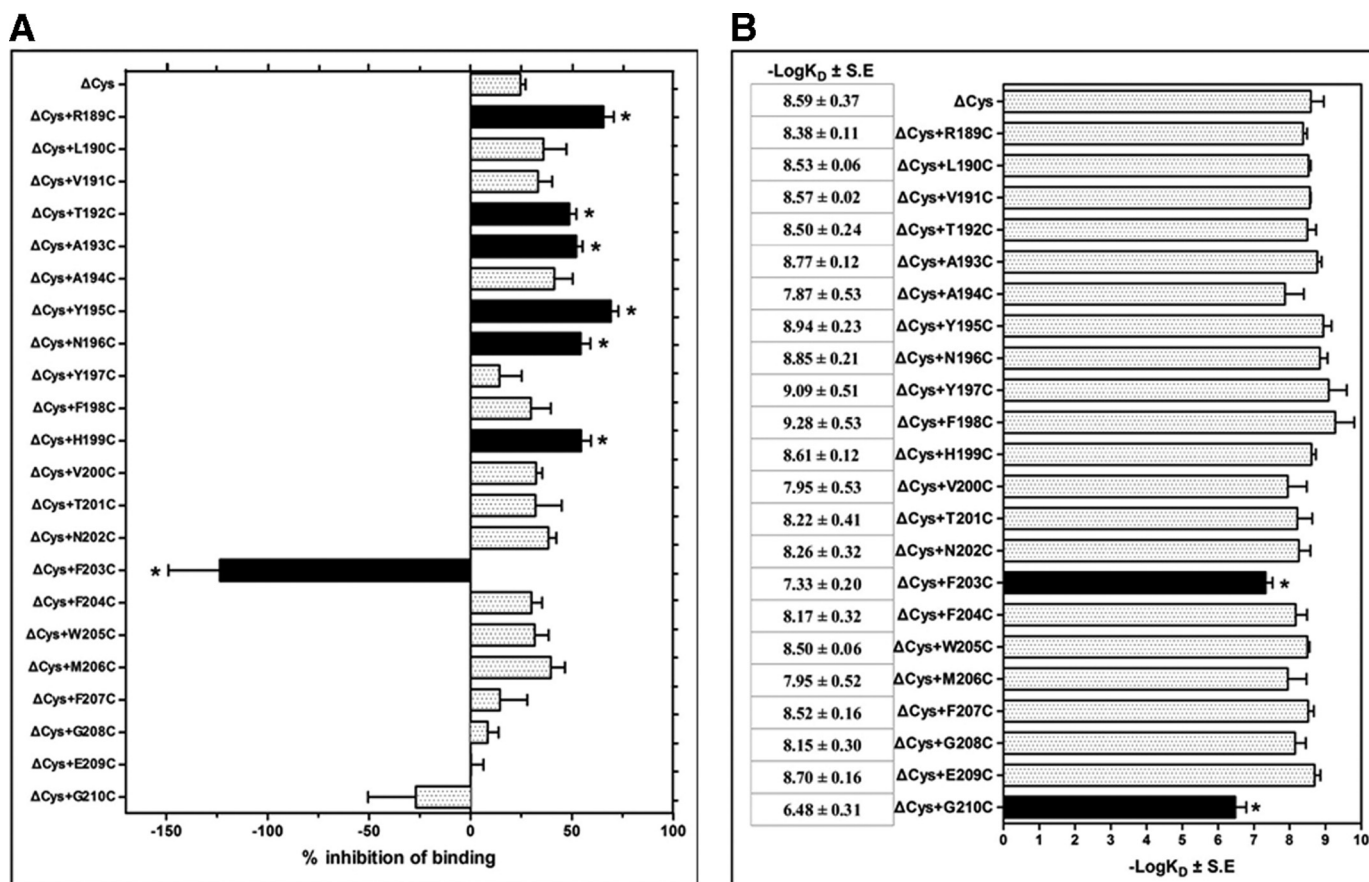 A
ΔCys
ΔCys+R189C
*
ΔCys+L190C
ΔCys+V191C
ΔCys+T192C
*
ΔCys+A193C
*
ΔCys+A194C
ΔCys+Y195C
*
ΔCys+N196C
*
ΔCys+Y197C
ΔCys+F198C
ΔCys+H199C
*
ΔCys+V200C
ΔCys+T201C
ΔCys+N202C
ΔCys+F203C
*
ΔCys+F204C
ΔCys+W205C
ΔCys+M206C
ΔCys+F207C
ΔCys+G208C
ΔCys+E209C
ΔCys+G210C
-150 -100 -50 0 50 100
% inhibition of binding
B
-LogKD ± S.E
8.59 ± 0.37 ΔCys
8.38 ± 0.11 ΔCys+R189C
8.53 ± 0.06 ΔCys+L190C
8.57 ± 0.02 ΔCys+V191C
8.50 ± 0.24 ΔCys+T192C
8.77 ± 0.12 ΔCys+A193C
7.87 ± 0.53 ΔCys+A194C
8.94 ± 0.23 ΔCys+Y195C
8.85 ± 0.21 ΔCys+N196C
9.09 ± 0.51 ΔCys+Y197C
9.28 ± 0.53 ΔCys+F198C
8.61 ± 0.12 ΔCys+H199C
7.95 ± 0.53 ΔCys+V200C
8.22 ± 0.41 ΔCys+T201C
8.26 ± 0.32 ΔCys+N202C
7.33 ± 0.20 ΔCys+F203C *
8.17 ± 0.32 ΔCys+F204C
8.50 ± 0.06 ΔCys+W205C
7.95 ± 0.52 ΔCys+M206C
8.52 ± 0.16 ΔCys+F207C
8.15 ± 0.30 ΔCys+G208C
8.70 ± 0.16 ΔCys+E209C
6.48 ± 0.31 ΔCys+G210C *
0 1 2 3 4 5 6 7 8 9 10
-LogKD ± S.E